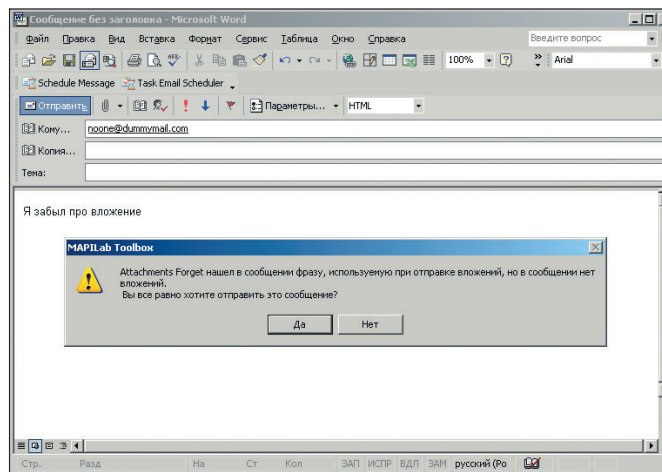 Сообщение без заголовка - Microsoft Word
Файл Правка Вид Вставка Формат Сервис Таблица Окно Справка
Введите вопрос
100%
Arial
Schedule Message Task Email Scheduler
Отправить
Параметры...
HTML
Кому...
noone@dummymail.com
Копия...
Тема:
Я забыл про вложение
MAPILab Toolbox
Attachments Forget нашел в сообщении фразу, используемую при отправке вложений, но в сообщении нет
вложений.
Вы все равно хотите отправить это сообщение?
Да Нет
Стр. Разд На Ст Кол ЗАП ИСПР ВДЛ ЗАМ русский (Ро